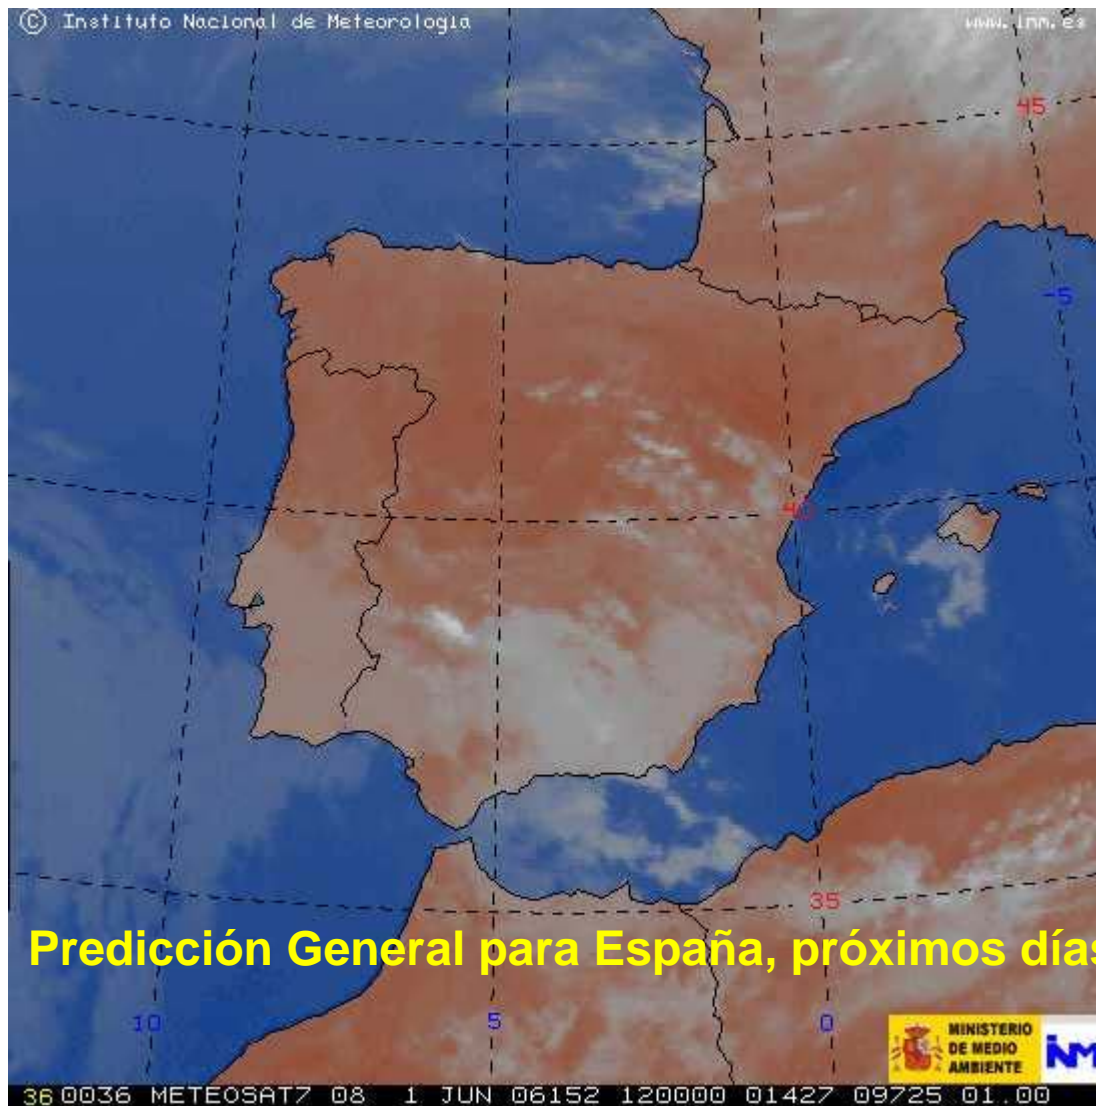 © Instituto Nacional de Meteorologia
www.inm.es
45
-5
40
35
Predicción General para España, próximos días
10
5
0
MINISTERIO
DE MEDIO
AMBIENTE
INM
36 0036 METEOSAT7 08 1 JUN 06152 120000 01427 09725 01.00